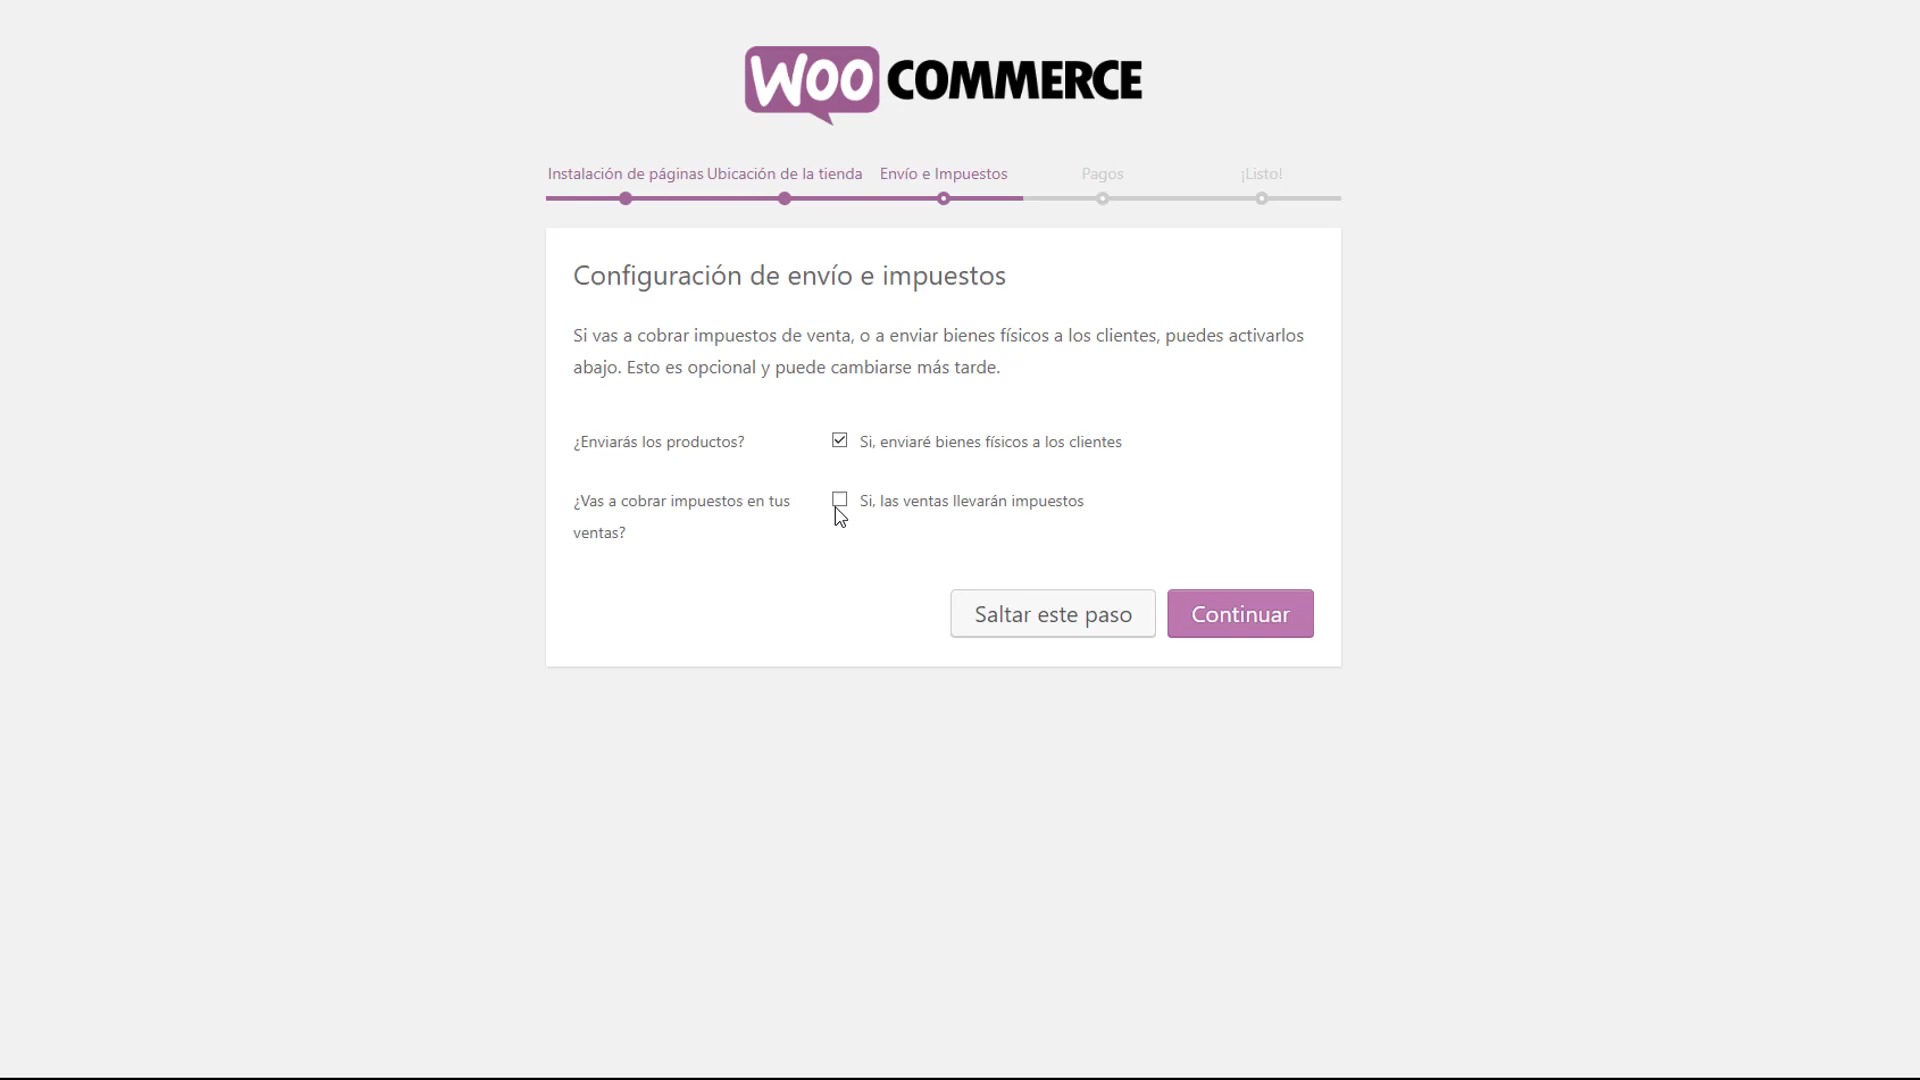 WOO COMMERCE
Instalación de páginas Ubicación de la tienda Envío e Impuestos Pagos ¡Listo!
Configuración de envío e impuestos
Si vas a cobrar impuestos de venta, o a enviar bienes físicos a los clientes, puedes activarlos
abajo. Esto es opcional y puede cambiarse más tarde.
¿Enviarás los productos? Si, enviaré bienes físicos a los clientes
¿Vas a cobrar impuestos en tus Si, las ventas llevarán impuestos
ventas?
Saltar este paso Continuar